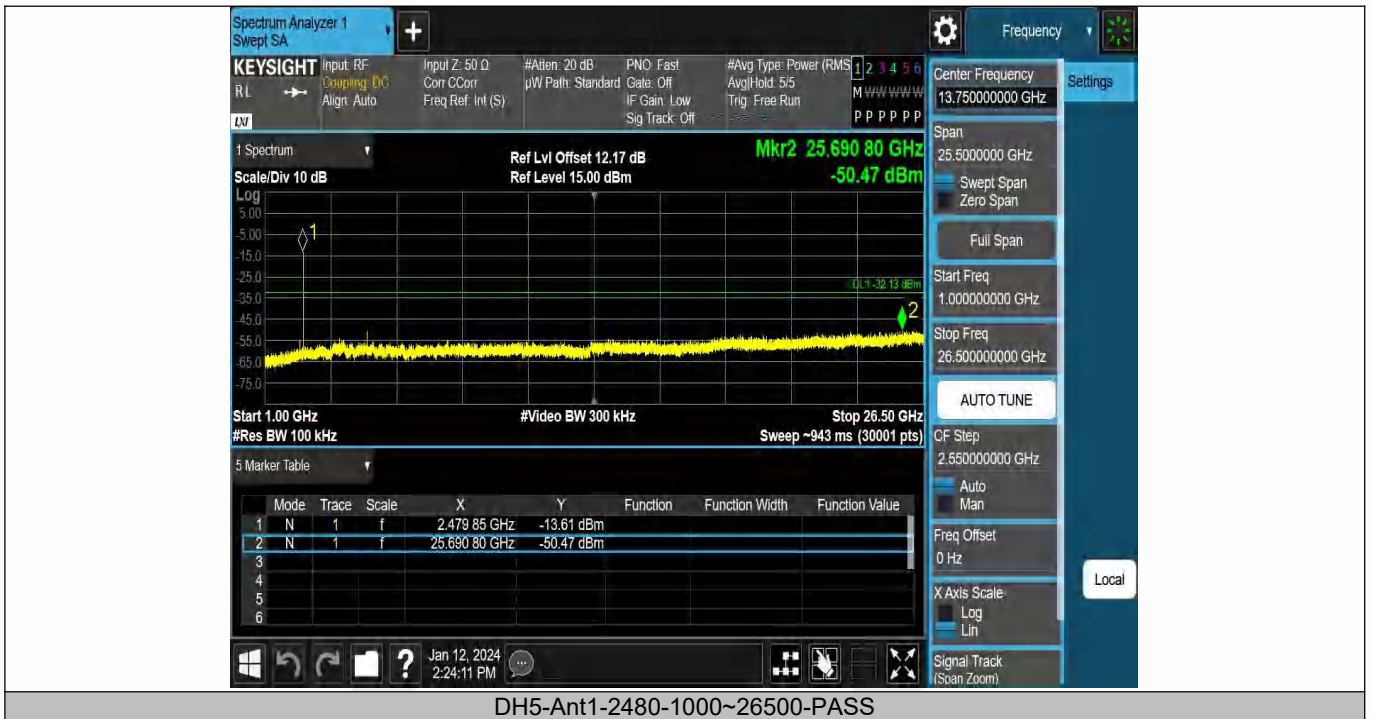 Spectrum Analyzer 1
Swept SA
+
Frequency
KEYSIGHT
RL
LXI
Input: RF
Coupling: DC
Align: Auto
Input Z: 50 Ω
Corr CCorr
Freq Ref: Int (S)
#Atten: 20 dB
µW Path: Standard
PNO: Fast
Gate: Off
IF Gain: Low
Sig Track: Off
#Avg Type: Power (RMS
Avg|Hold: 5/5
Trig: Free Run
1 2 3 4 5 6
M W W W W W
P P P P P P
1 Spectrum
Scale/Div 10 dB
Ref Lvl Offset 12.17 dB
Ref Level 15.00 dBm
Mkr2 25.690 80 GHz
-50.47 dBm
Log
5.00
-5.00
-15.0
-25.0
-35.0
-45.0
-55.0
-65.0
-75.0
1
DL1 -32.13 dBm
2
Start 1.00 GHz
#Video BW 300 kHz
Stop 26.50 GHz
#Res BW 100 kHz
Sweep ~943 ms (30001 pts)
5 Marker Table
Mode Trace Scale X Y Function Function Width Function Value
1 N 1 f 2.479 85 GHz -13.61 dBm
2 N 1 f 25.690 80 GHz -50.47 dBm
3
4
5
6
?
Jan 12, 2024
2:24:11 PM
Center Frequency
13.750000000 GHz
Settings
Span
25.5000000 GHz
Swept Span
Zero Span
Full Span
Start Freq
1.000000000 GHz
Stop Freq
26.500000000 GHz
AUTO TUNE
CF Step
2.550000000 GHz
Auto
Man
Freq Offset
0 Hz
X Axis Scale
Log
Lin
Local
Signal Track
(Span Zoom)
DH5-Ant1-2480-1000~26500-PASS